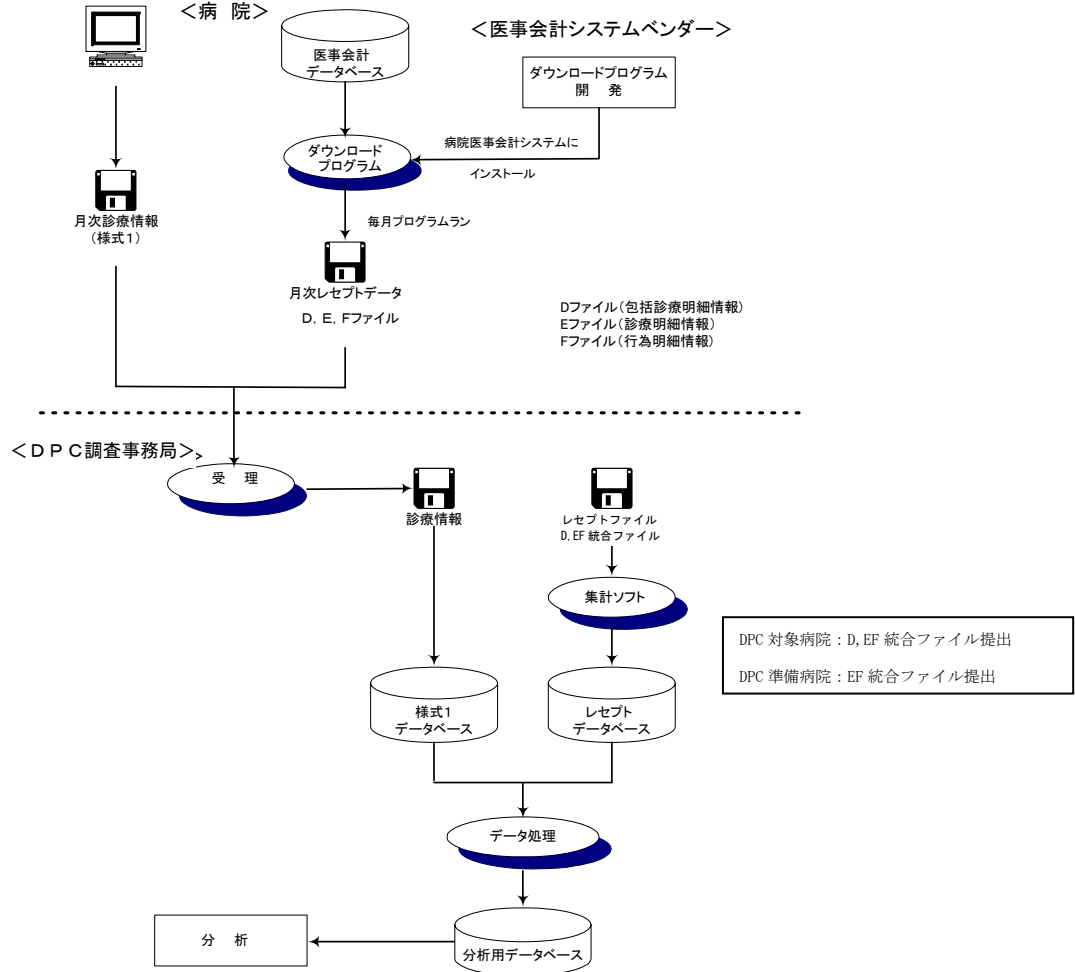 ＜病 院＞
＜医事会計システムベンダー＞
医事会計
データベース
ダウンロードプログラム
開 発
病院医事会計システムに
インストール
ダウンロード
プログラム
毎月プログラムラン
月次診療情報
（様式１）
月次レセプトデータ
Ｄ，Ｅ，Ｆファイル
Dファイル（包括診療明細情報）
Eファイル（診療明細情報）
Fファイル（行為明細情報）
＜ＤＰＣ調査事務局＞
受 理
診療情報
レセプトファイル
D,EF 統合ファイル
集計ソフト
DPC 対象病院：D,EF 統合ファイル提出
DPC 準備病院：EF 統合ファイル提出
様式1
データベース
レセプト
データベース
データ処理
分 析
分析用データベース